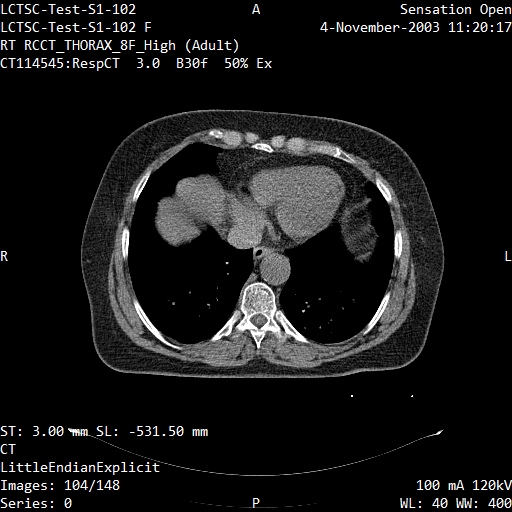 LCTSC-Test-S1-102 A Sensation Open
LCTSC-Test-S1-102 F 4-November-2003 11:20:17
RT RCCT_THORAX_8F_High (Adult)
CT114545:RespCT 3.0 B30f 50% Ex
R L
ST: 3.00 mm SL: -531.50 mm
CT
LittleEndianExplicit
Images: 104/148 100 mA 120kV
Series: 0 P WL: 40 WW: 400